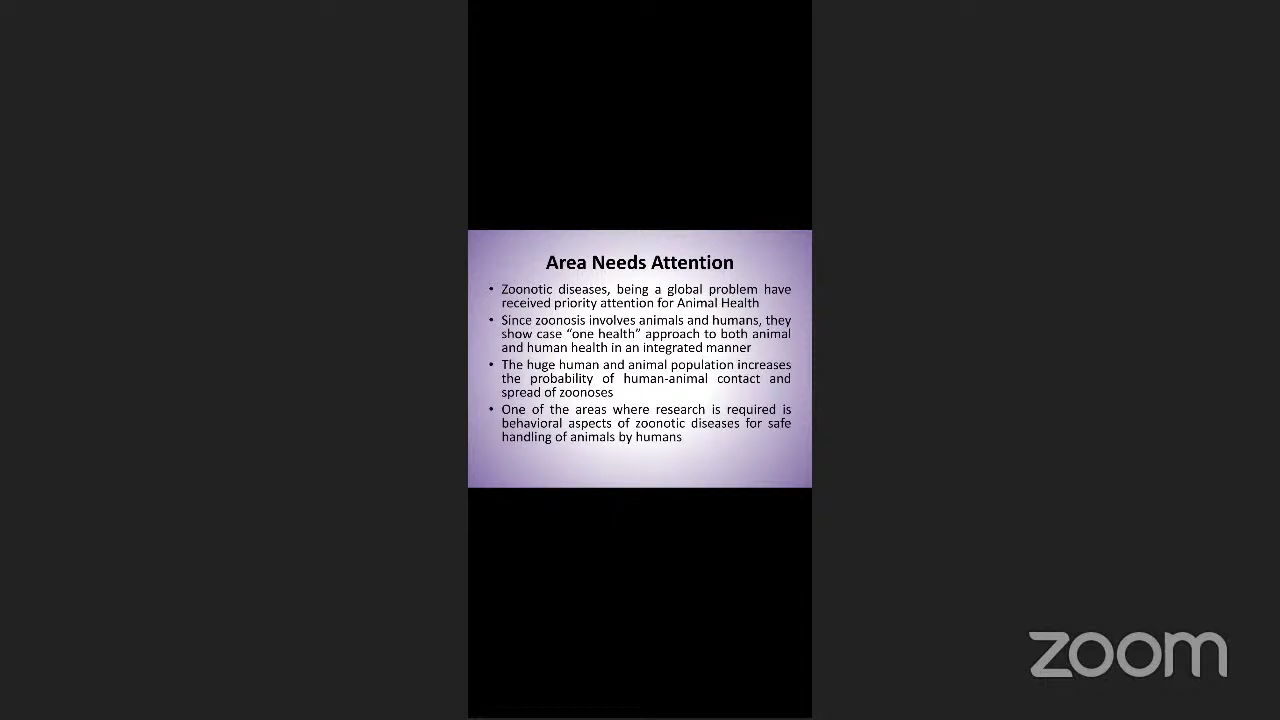 Area Needs Attention
• Zoonotic diseases, being a global problem have
received priority attention for Animal Health
• Since zoonosis involves animals and humans, they
show case “one health” approach to both animal
and human health in an integrated manner
• The huge human and animal population increases
the probability of human-animal contact and
spread of zoonoses
• One of the areas where research is required is
behavioral aspects of zoonotic diseases for safe
handling of animals by humans
zoom